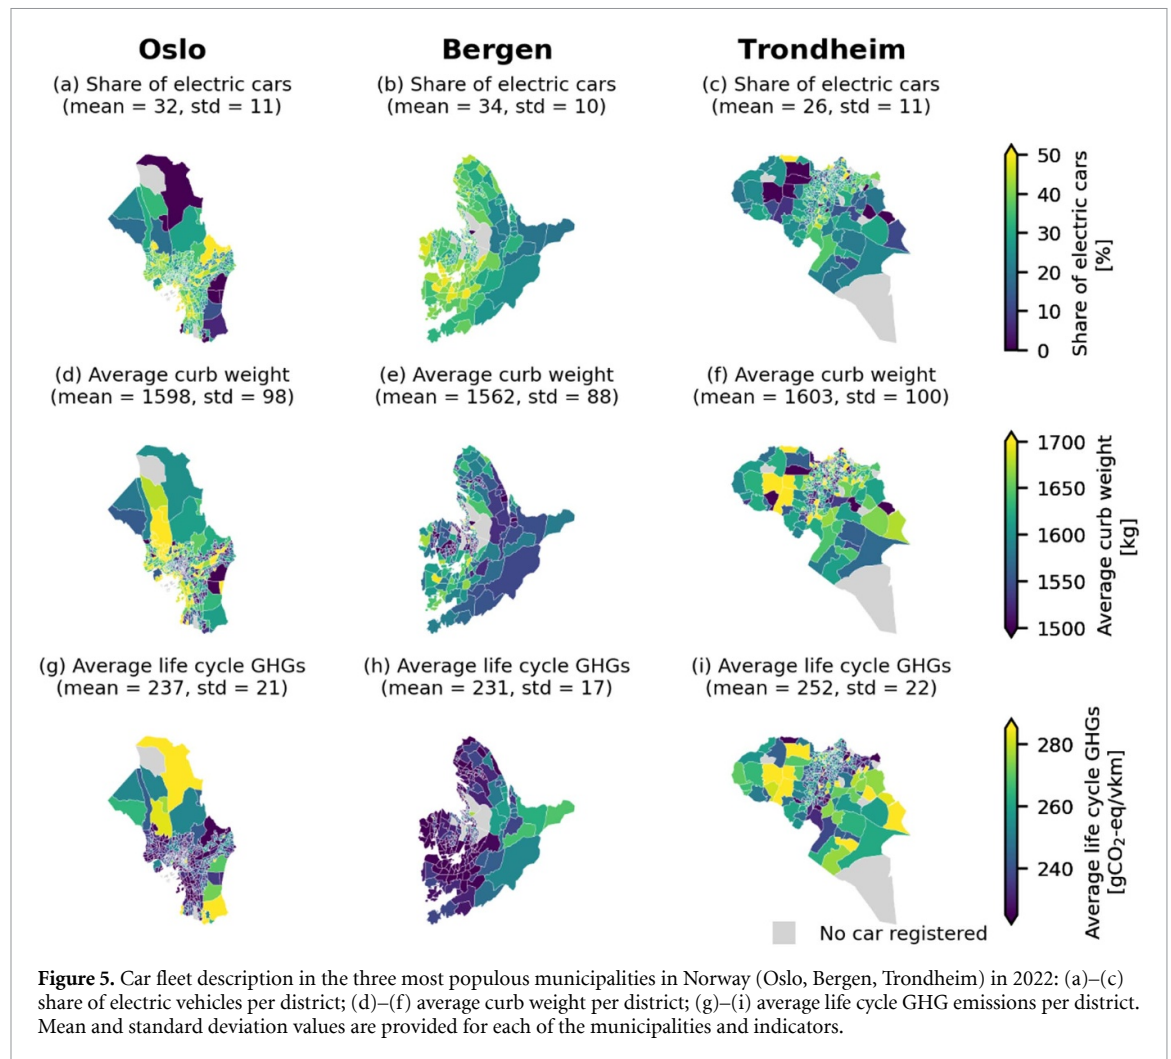 Oslo Bergen Trondheim
(a) Share of electric cars (b) Share of electric cars (c) Share of electric cars
(mean = 32, std = 11) (mean = 34, std = 10) (mean = 26, std = 11)
50
40
30
20
10
0
Share of electric cars
[%]
(d) Average curb weight (e) Average curb weight (f) Average curb weight
(mean = 1598, std = 98) (mean = 1562, std = 88) (mean = 1603, std = 100)
1700
1650
1600
1550
1500
Average curb weight
[kg]
(g) Average life cycle GHGs (h) Average life cycle GHGs (i) Average life cycle GHGs
(mean = 237, std = 21) (mean = 231, std = 17) (mean = 252, std = 22)
280
260
240
Average life cycle GHGs
[gCO₂-eq/vkm]
No car registered
Figure 5. Car fleet description in the three most populous municipalities in Norway (Oslo, Bergen, Trondheim) in 2022: (a)–(c)
share of electric vehicles per district; (d)–(f) average curb weight per district; (g)–(i) average life cycle GHG emissions per district.
Mean and standard deviation values are provided for each of the municipalities and indicators.